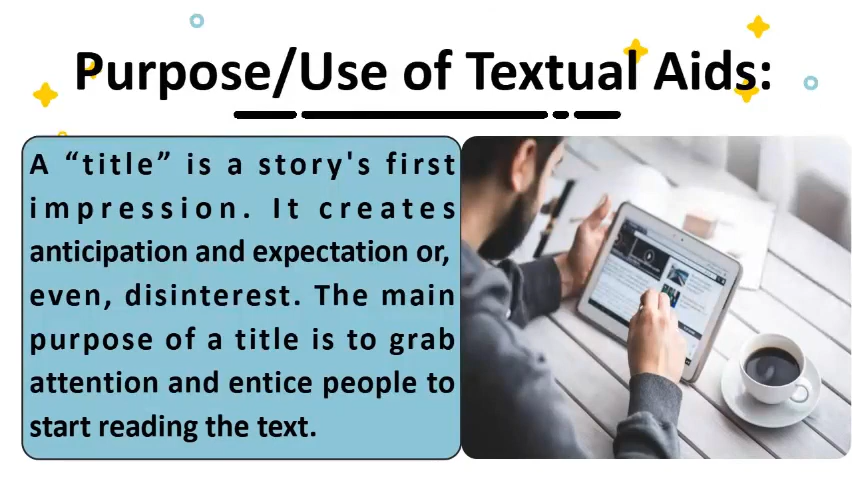 Purpose/Use of Textual Aids:
A “title” is a story's first
impression. It creates
anticipation and expectation or,
even, disinterest. The main
purpose of a title is to grab
attention and entice people to
start reading the text.